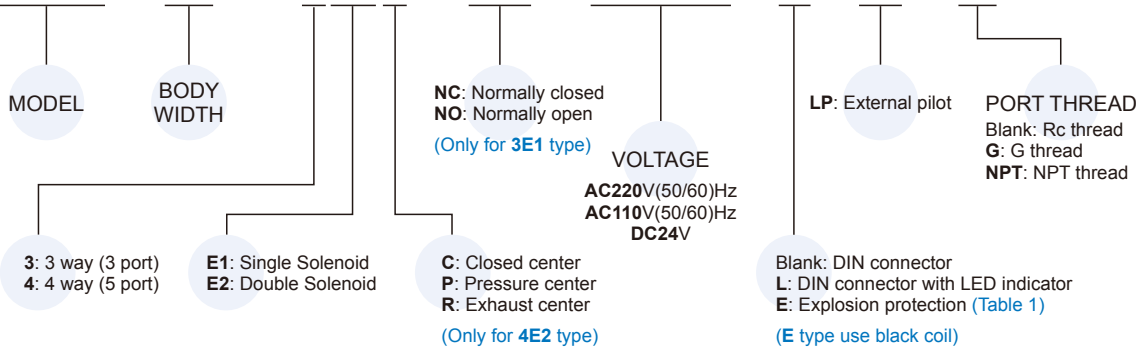 MODEL
BODY
WIDTH
NC: Normally closed
NO: Normally open
(Only for 3E1 type)
VOLTAGE
AC220V(50/60)Hz
AC110V(50/60)Hz
DC24V
LP: External pilot
PORT THREAD
Blank: Rc thread
G: G thread
NPT: NPT thread
3: 3 way (3 port)
4: 4 way (5 port)
E1: Single Solenoid
E2: Double Solenoid
C: Closed center
P: Pressure center
R: Exhaust center
(Only for 4E2 type)
Blank: DIN connector
L: DIN connector with LED indicator
E: Explosion protection (Table 1)
(E type use black coil)